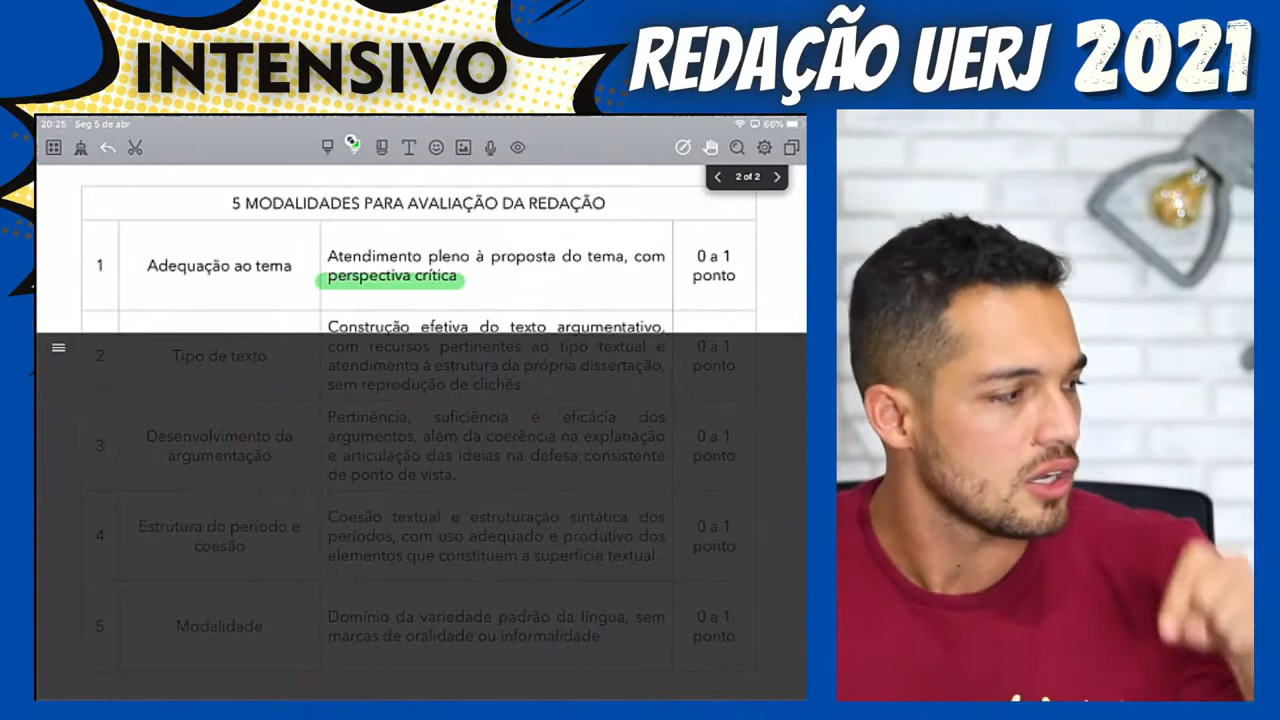 INTENSIVO
REDAÇÃO UERJ 2021
20:25 Seg 5 de abr
66%
2 of 2
5 MODALIDADES PARA AVALIAÇÃO DA REDAÇÃO
1
Adequação ao tema
Atendimento pleno à proposta do tema, com
perspectiva crítica
0 a 1
ponto
2
Tipo de texto
Construção efetiva do texto argumentativo,
com recursos pertinentes ao tipo textual e
atendimento à estrutura da própria dissertação,
sem reprodução de clichês
0 a 1
ponto
3
Desenvolvimento da
argumentação
Pertinência, suficiência e eficácia dos
argumentos, além da coerência na explanação
e articulação das ideias na defesa consistente
de ponto de vista.
0 a 1
ponto
4
Estrutura do período e
coesão
Coesão textual e estruturação sintática dos
períodos, com uso adequado e produtivo dos
elementos que constituem a superfície textual
0 a 1
ponto
5
Modalidade
Domínio da variedade padrão da língua, sem
marcas de oralidade ou informalidade.
0 a 1
ponto